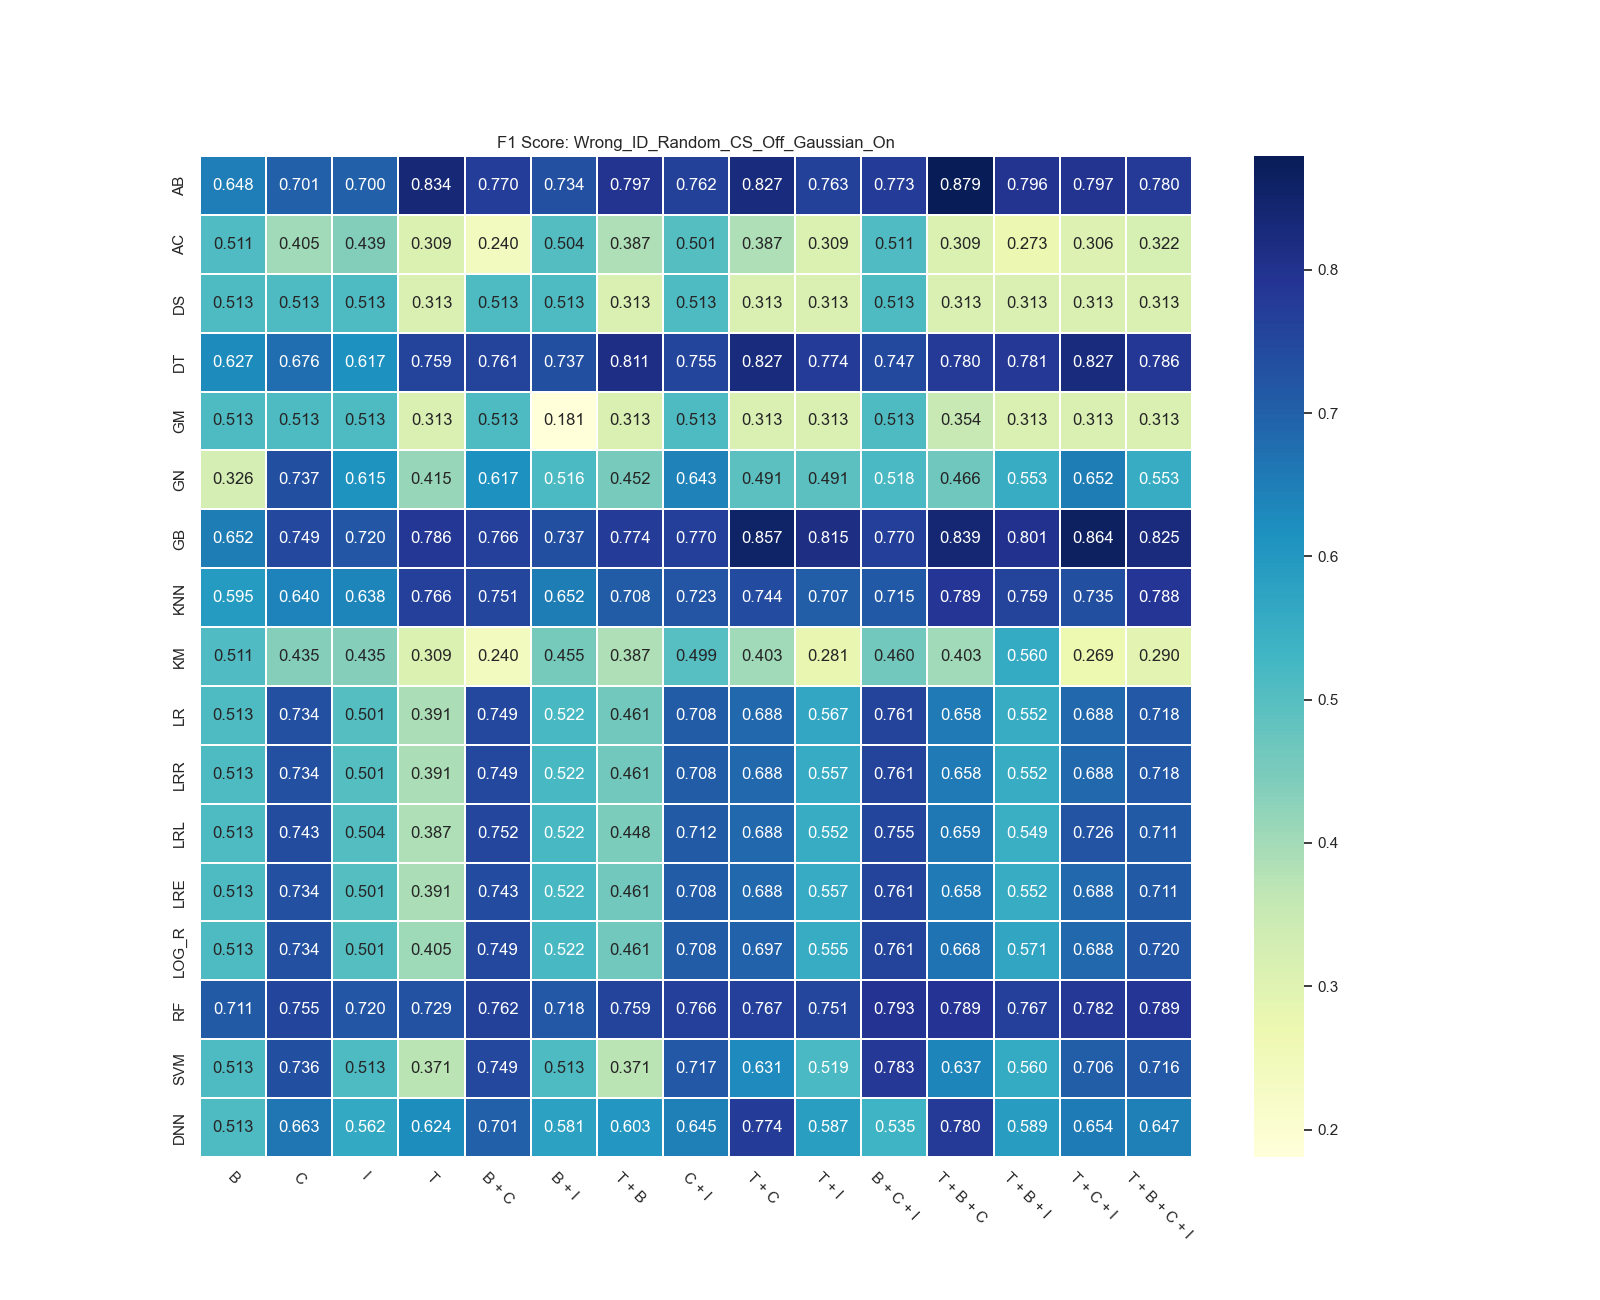 F1 Score: Wrong_ID_Random_CS_Off_Gaussian_On
AB 0.648 0.701 0.700 0.834 0.770 0.734 0.797 0.762 0.827 0.763 0.773 0.879 0.796 0.797 0.780
AC 0.511 0.405 0.439 0.309 0.240 0.504 0.387 0.501 0.387 0.309 0.511 0.309 0.273 0.306 0.322
DS 0.513 0.513 0.513 0.313 0.513 0.513 0.313 0.513 0.313 0.313 0.513 0.313 0.313 0.313 0.313
DT 0.627 0.676 0.617 0.759 0.761 0.737 0.811 0.755 0.827 0.774 0.747 0.780 0.781 0.827 0.786
GM 0.513 0.513 0.513 0.313 0.513 0.181 0.313 0.513 0.313 0.313 0.513 0.354 0.313 0.313 0.313
GN 0.326 0.737 0.615 0.415 0.617 0.516 0.452 0.643 0.491 0.491 0.518 0.466 0.553 0.652 0.553
GB 0.652 0.749 0.720 0.786 0.766 0.737 0.774 0.770 0.857 0.815 0.770 0.839 0.801 0.864 0.825
KNN 0.595 0.640 0.638 0.766 0.751 0.652 0.708 0.723 0.744 0.707 0.715 0.789 0.759 0.735 0.788
KM 0.511 0.435 0.435 0.309 0.240 0.455 0.387 0.499 0.403 0.281 0.460 0.403 0.560 0.269 0.290
LR 0.513 0.734 0.501 0.391 0.749 0.522 0.461 0.708 0.688 0.567 0.761 0.658 0.552 0.688 0.718
LRR 0.513 0.734 0.501 0.391 0.749 0.522 0.461 0.708 0.688 0.557 0.761 0.658 0.552 0.688 0.718
LRL 0.513 0.743 0.504 0.387 0.752 0.522 0.448 0.712 0.688 0.552 0.755 0.659 0.549 0.726 0.711
LRE 0.513 0.734 0.501 0.391 0.743 0.522 0.461 0.708 0.688 0.557 0.761 0.658 0.552 0.688 0.711
LOG_R 0.513 0.734 0.501 0.405 0.749 0.522 0.461 0.708 0.697 0.555 0.761 0.668 0.571 0.688 0.720
RF 0.711 0.755 0.720 0.729 0.762 0.718 0.759 0.766 0.767 0.751 0.793 0.789 0.767 0.782 0.789
SVM 0.513 0.736 0.513 0.371 0.749 0.513 0.371 0.717 0.631 0.519 0.783 0.637 0.560 0.706 0.716
DNN 0.513 0.663 0.562 0.624 0.701 0.581 0.603 0.645 0.774 0.587 0.535 0.780 0.589 0.654 0.647
B C I T B + C B + I T + B C + I T + C T + I B + C + I T + B + C T + B + I T + C + I T + B + C + I
0.8
0.7
0.6
0.5
0.4
0.3
0.2